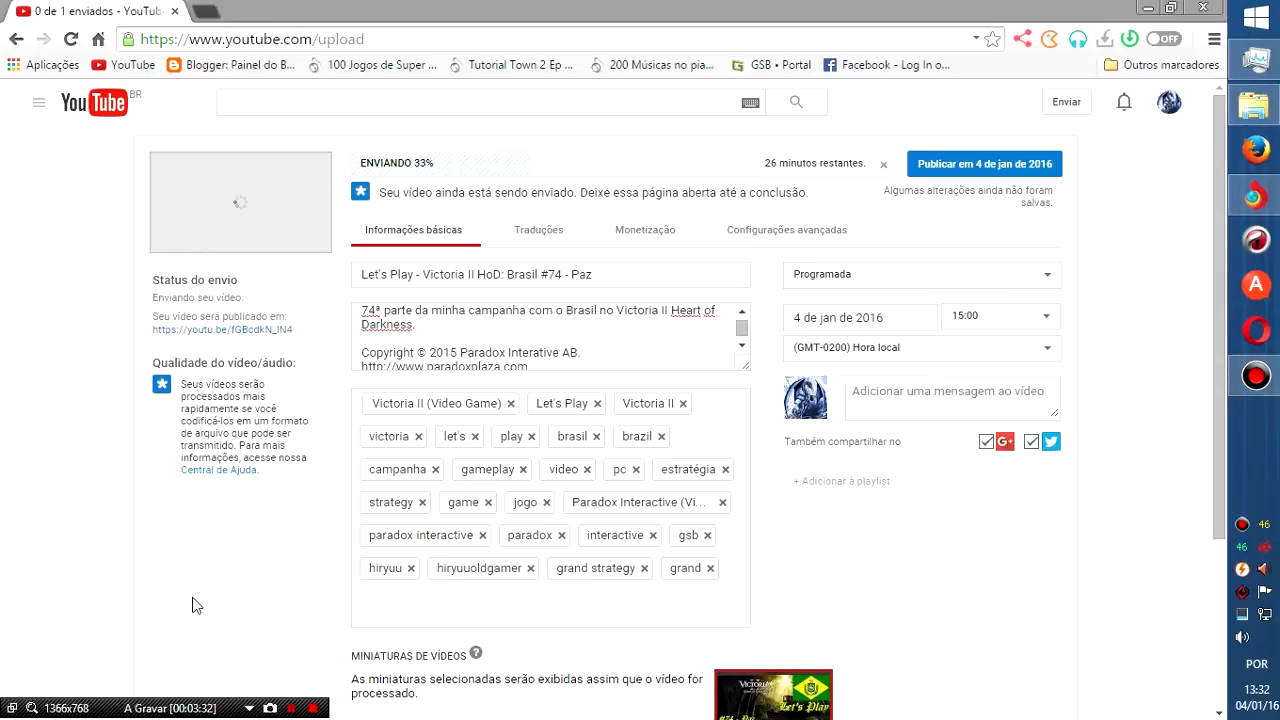 0 de 1 enviados - YouTub
https://www.youtube.com/upload
OFF
Aplicações YouTube Blogger: Painel do B... 100 Jogos de Super ... Tutorial Town 2 Ep ... 200 Músicas no pia... GSB • Portal Facebook - Log In o... Outros marcadores
YouTube BR
Enviar
ENVIANDO 33%
26 minutos restantes.
Publicar em 4 de jan de 2016
Seu vídeo ainda está sendo enviado. Deixe essa página aberta até a conclusão.
Algumas alterações ainda não foram
salvas.
Informações básicas Traduções Monetização Configurações avançadas
Status do envio
Enviando seu vídeo.
Seu vídeo será publicado em:
https://youtu.be/fGBcdkN_IN4
Qualidade do vídeo/áudio:
Seus vídeos serão
processados mais
rapidamente se você
codificá-los em um formato
de arquivo que pode ser
transmitido. Para mais
informações, acesse nossa
Central de Ajuda.
Let's Play - Victoria II HoD: Brasil #74 - Paz
74ª parte da minha campanha com o Brasil no Victoria II Heart of
Darkness.
Copyright © 2015 Paradox Interative AB.
http://www.paradoxplaza.com
Victoria II (Video Game) Let's Play Victoria II
victoria let's play brasil brazil
campanha gameplay video pc estratégia
strategy game jogo Paradox Interactive (Vi...
paradox interactive paradox interactive gsb
hiryuu hiryuuoldgamer grand strategy grand
Programada
4 de jan de 2016 15:00
(GMT-0200) Hora local
Adicionar uma mensagem ao vídeo
Também compartilhar no
+ Adicionar à playlist
MINIATURAS DE VÍDEOS
As miniaturas selecionadas serão exibidas assim que o vídeo for
processado.
VICTORIA
Let's Play
1366x768 A Gravar [00:03:32]
46
46
POR
13:32
04/01/16